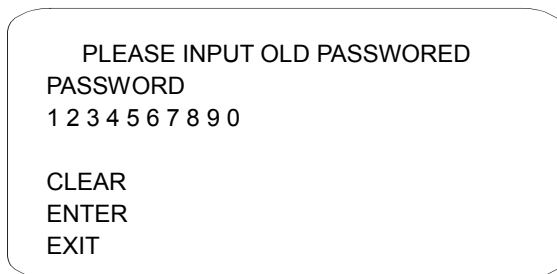 PLEASE INPUT OLD PASSWORED
PASSWORD
1 2 3 4 5 6 7 8 9 0
CLEAR
ENTER
EXIT